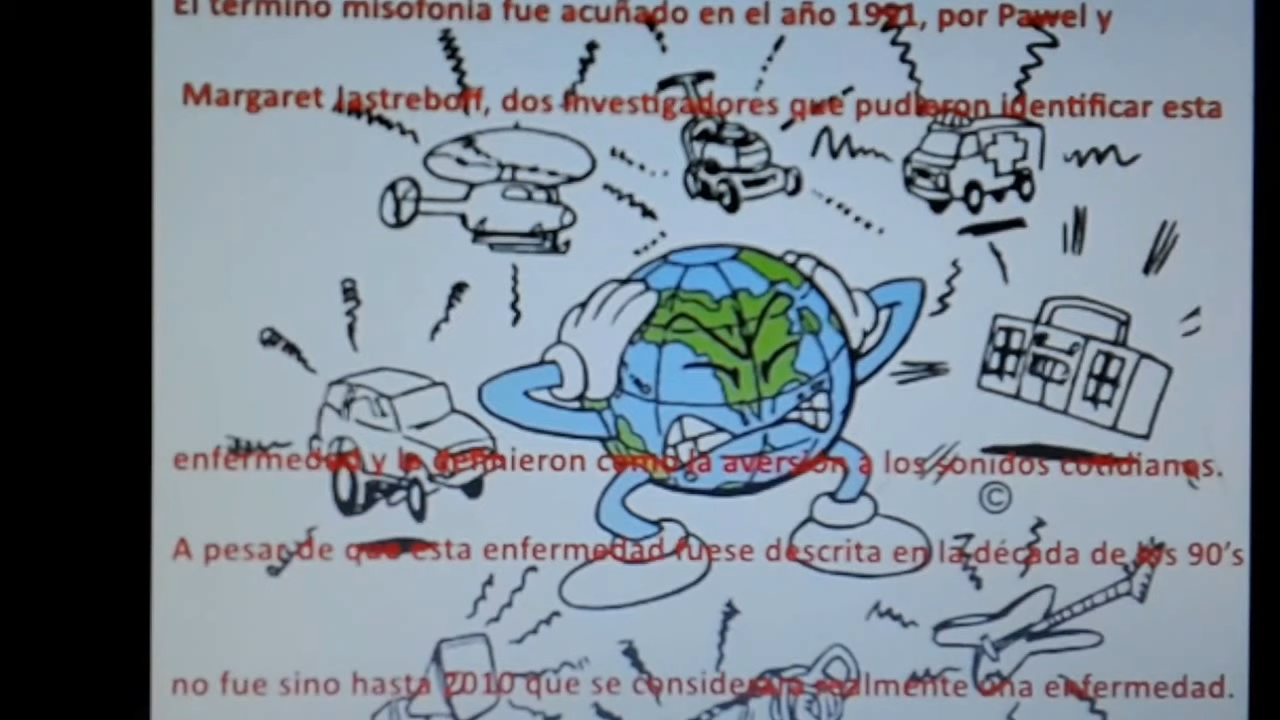 El término misofonía fue acuñado en el año 1991, por Pawel y
Margaret Jastreboff, dos investigadores que pudieron identificar esta
enfermedad y la definieron como la aversión a los sonidos cotidianos.
©
A pesar de que esta enfermedad fuese descrita en la década de los 90's
no fue sino hasta 2010 que se considerara realmente una enfermedad.